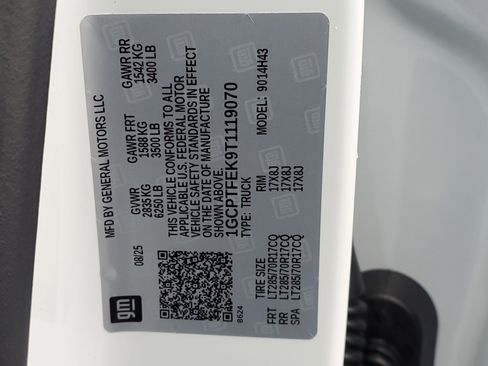 MFD BY GENERAL MOTORS LLC
08/25
GVWR
2835 KG
6250 LB
GAWR FRT
1588 KG
3500 LB
GAWR RR
1542 KG
3400 LB
THIS VEHICLE CONFORMS TO ALL
APPLICABLE U.S. FEDERAL MOTOR
VEHICLE SAFETY STANDARDS IN EFFECT
ON THE DATE OF MANUFACTURE
SHOWN ABOVE.
1GCPTFEK9T1119070
TYPE: TRUCK
9014H43
gm
8624
TIRE SIZE
RIM
FRT LT285/70R17CQ 17X8J
RR LT285/70R17CQ 17X8J
SPA LT285/70R17CQ 17X8J